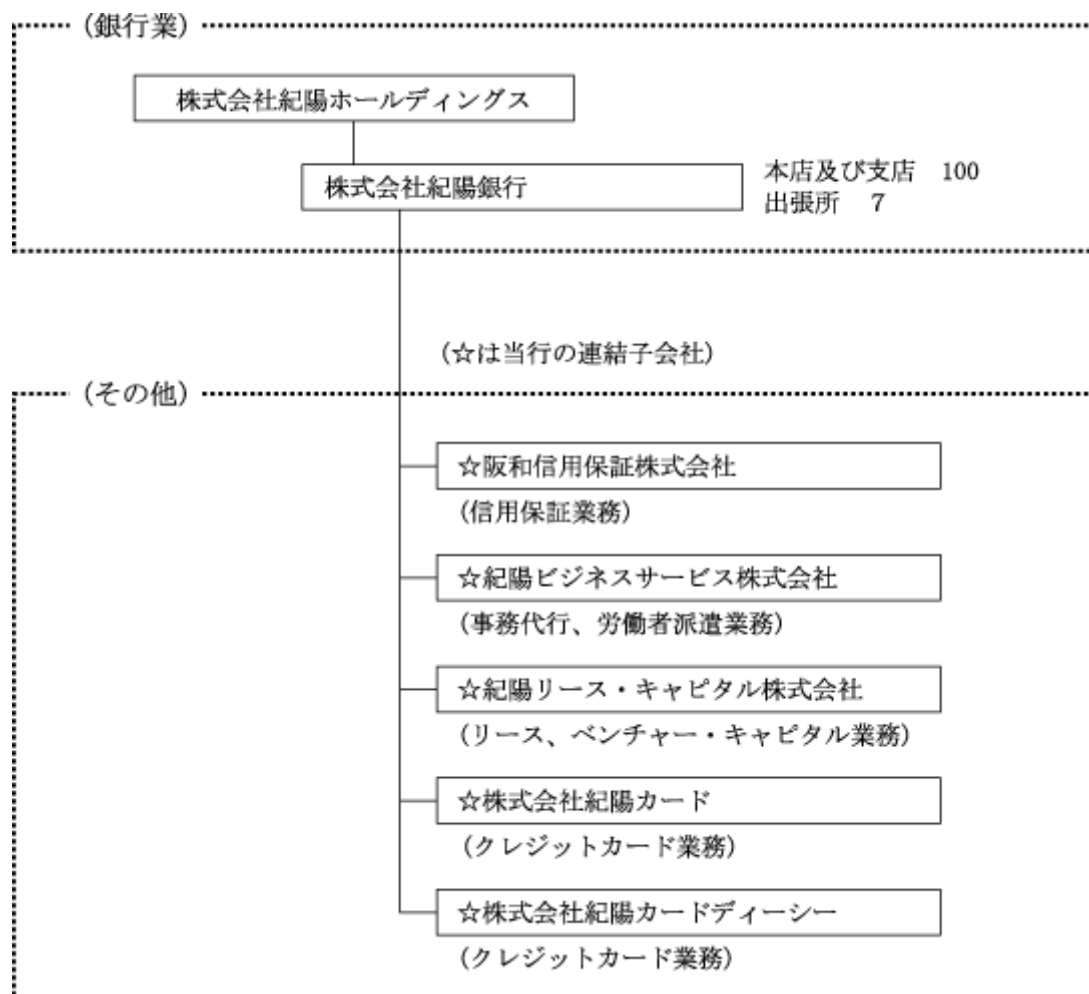 (銀行業)
株式会社紀陽ホールディングス
株式会社紀陽銀行
本店及び支店 100
出張所 7
(☆は当行の連結子会社)
(その他)
☆阪和信用保証株式会社
(信用保証業務)
☆紀陽ビジネスサービス株式会社
(事務代行、労働者派遣業務)
☆紀陽リース・キャピタル株式会社
(リース、ベンチャー・キャピタル業務)
☆株式会社紀陽カード
(クレジットカード業務)
☆株式会社紀陽カードディーシー
(クレジットカード業務)